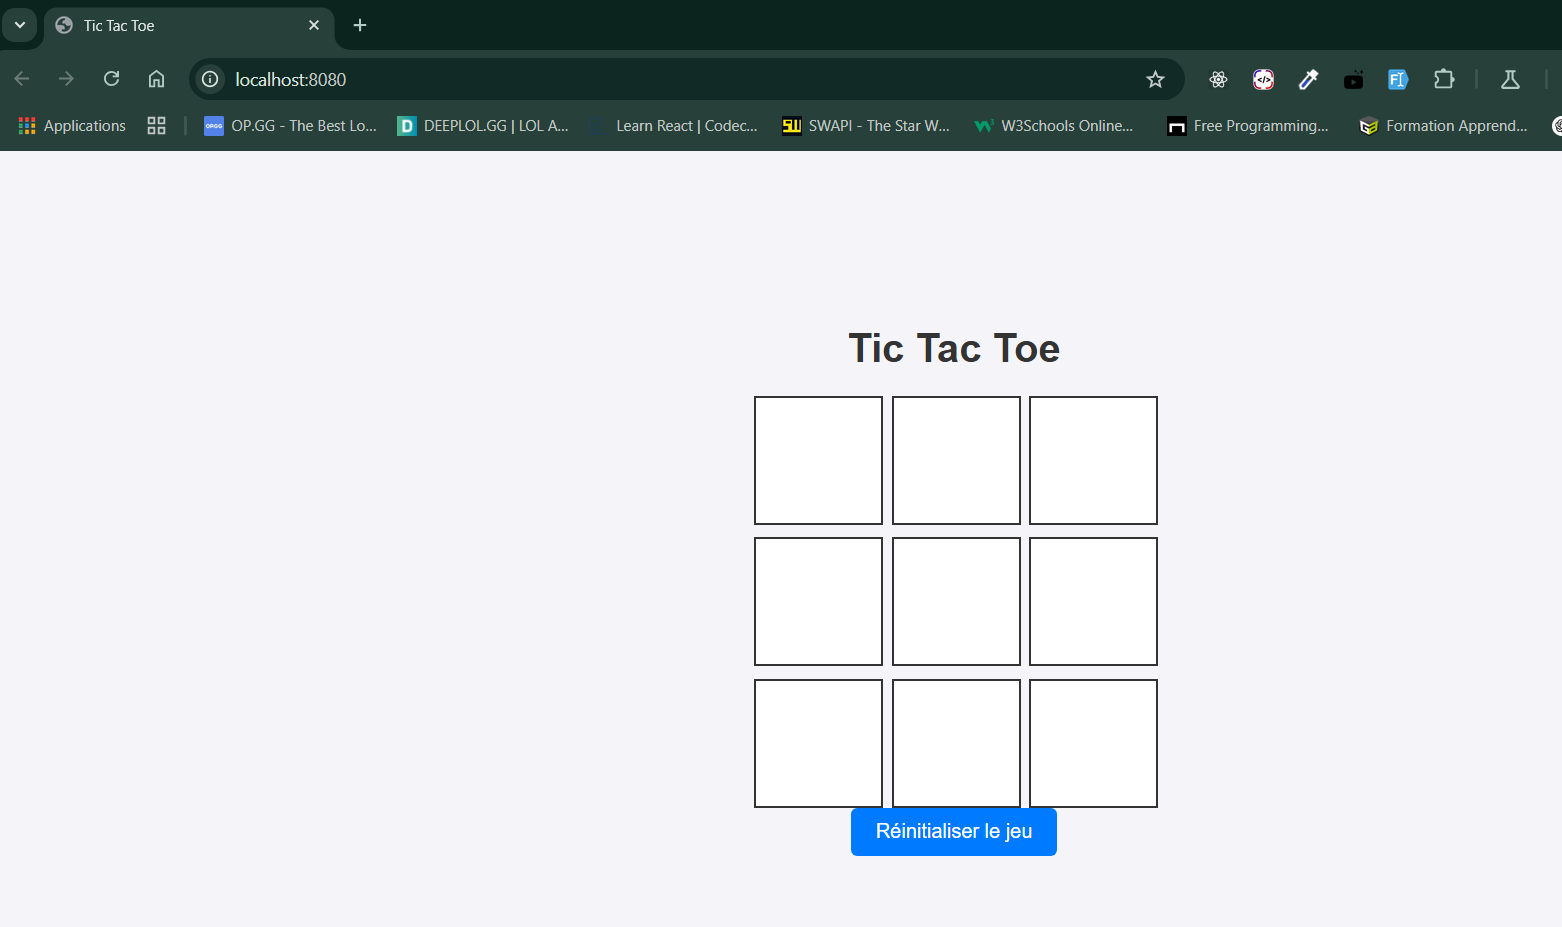 Tic Tac Toe
localhost:8080
Applications
OP.GG - The Best Lo...
DEEPLOL.GG | LOL A...
Learn React | Codec...
SWAPI - The Star W...
W3Schools Online...
Free Programming...
Formation Apprend...
Tic Tac Toe
Réinitialiser le jeu